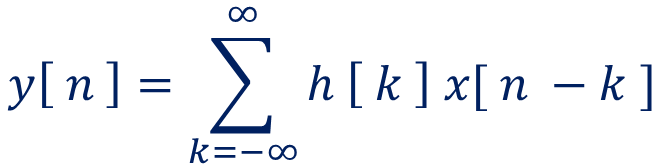 y[ n ] = ∑_{k=−∞}^{∞} h [ k ] x[ n − k ]